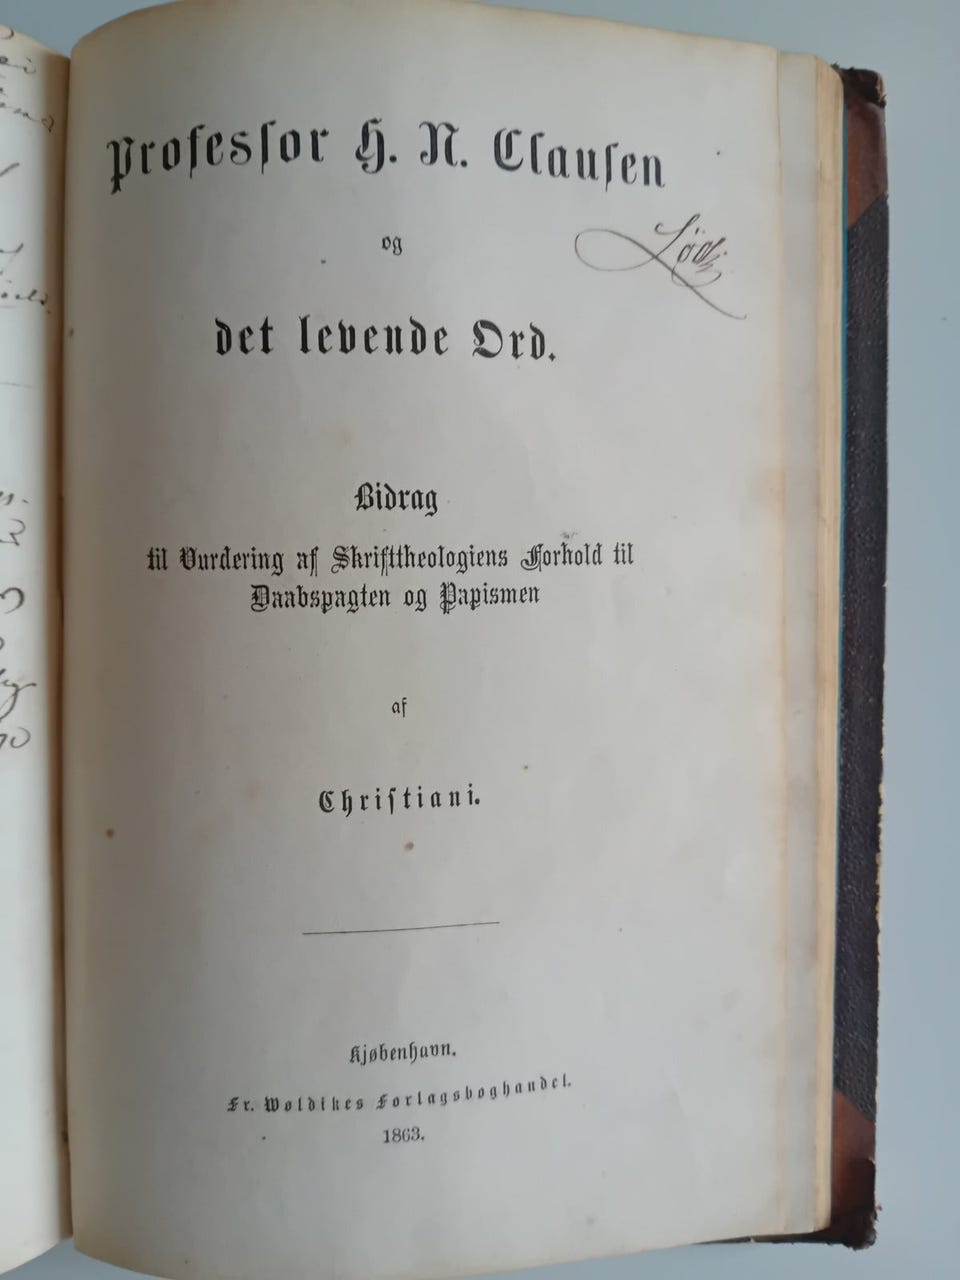 Professor H. N. Clausen
og
det levende Ord.
Bidrag
til Vurdering af Skrifttheologiens Forhold til
Daabspagten og Papismen
af
Christiani.
Kjøbenhavn.
Fr. Woldikes Forlagsboghandel.
1863.